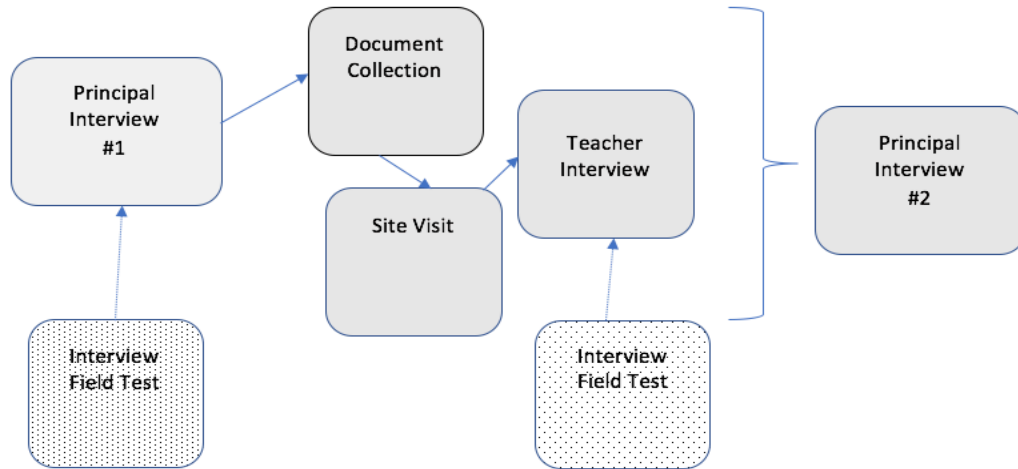 Principal
Interview
#1
Document
Collection
Site Visit
Teacher
Interview
Principal
Interview
#2
Interview
Field Test
Interview
Field Test